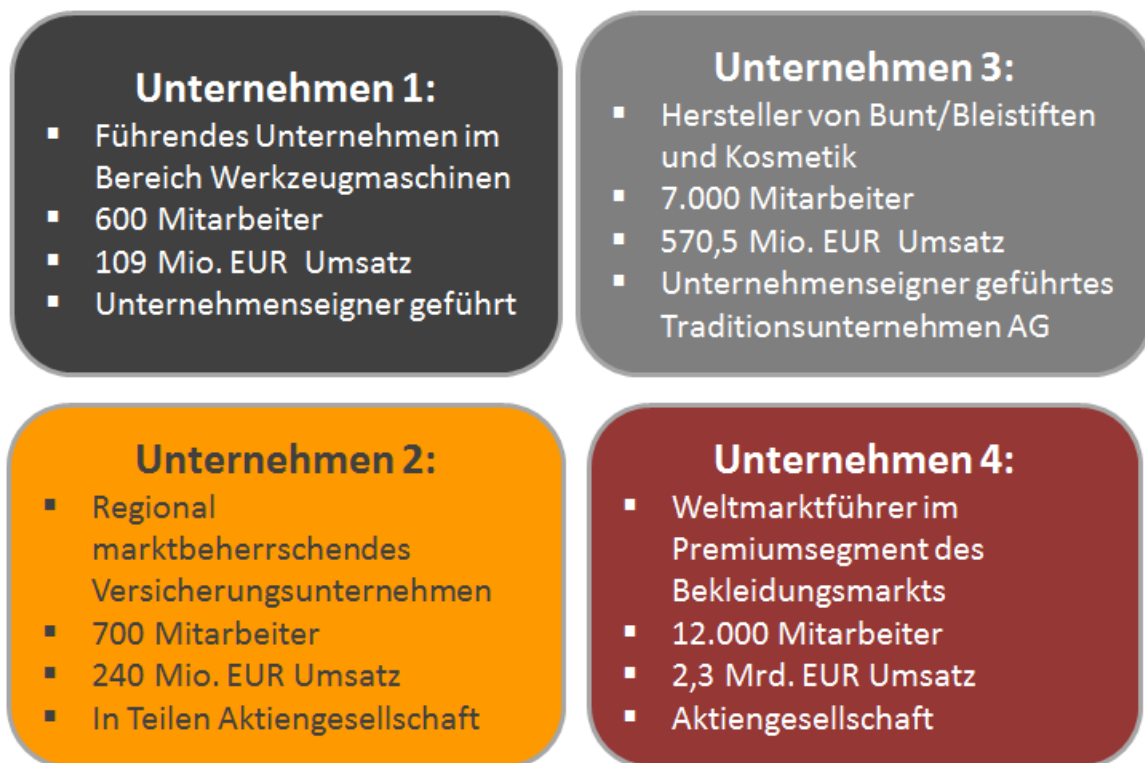 Unternehmen 1:
▪ Führendes Unternehmen im
Bereich Werkzeugmaschinen
▪ 600 Mitarbeiter
▪ 109 Mio. EUR Umsatz
▪ Unternehmenseigner geführt
Unternehmen 3:
▪ Hersteller von Bunt/Bleistiften
und Kosmetik
▪ 7.000 Mitarbeiter
▪ 570,5 Mio. EUR Umsatz
▪ Unternehmenseigner geführtes
Traditionsunternehmen AG
Unternehmen 2:
▪ Regional
marktbeherrschendes
Versicherungsunternehmen
▪ 700 Mitarbeiter
▪ 240 Mio. EUR Umsatz
▪ In Teilen Aktiengesellschaft
Unternehmen 4:
▪ Weltmarktführer im
Premiumsegment des
Bekleidungsmarkts
▪ 12.000 Mitarbeiter
▪ 2,3 Mrd. EUR Umsatz
▪ Aktiengesellschaft